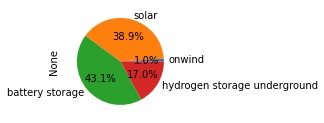 solar
38.9%
1.0% onwind
None
43.1% 17.0%
battery storage
hydrogen storage underground